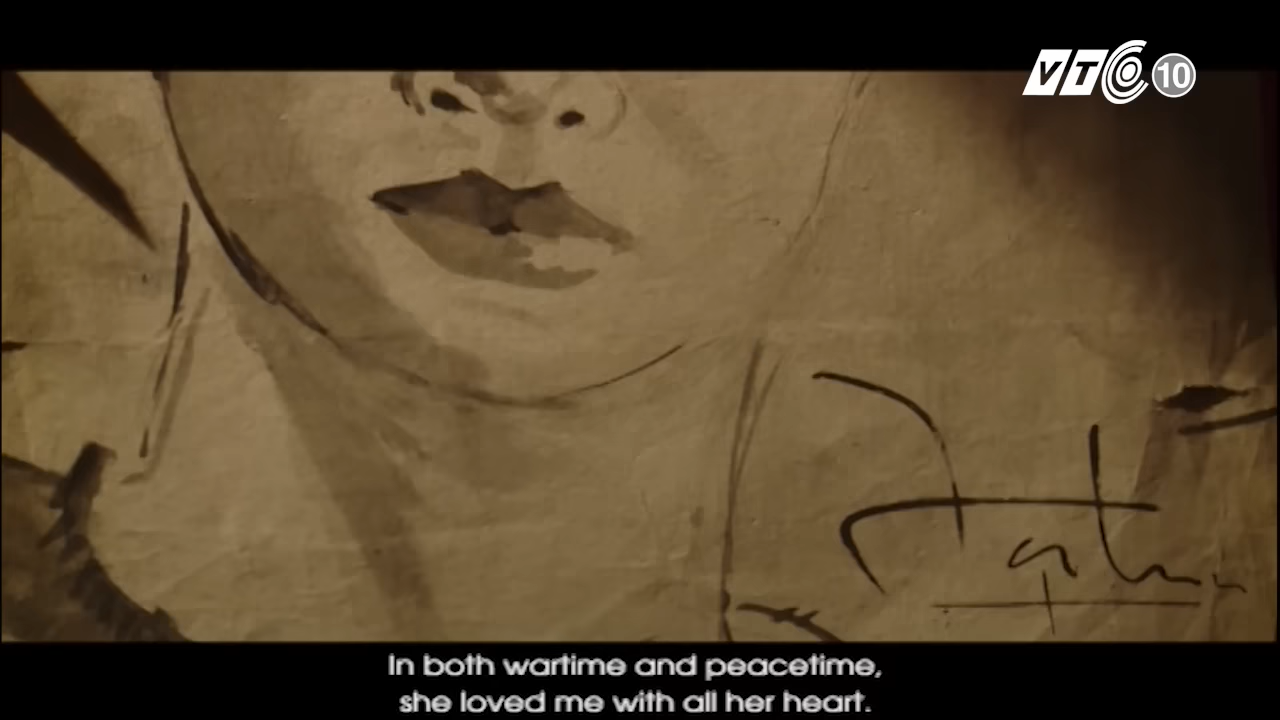 VTC10
In both wartime and peacetime,
she loved me with all her heart.